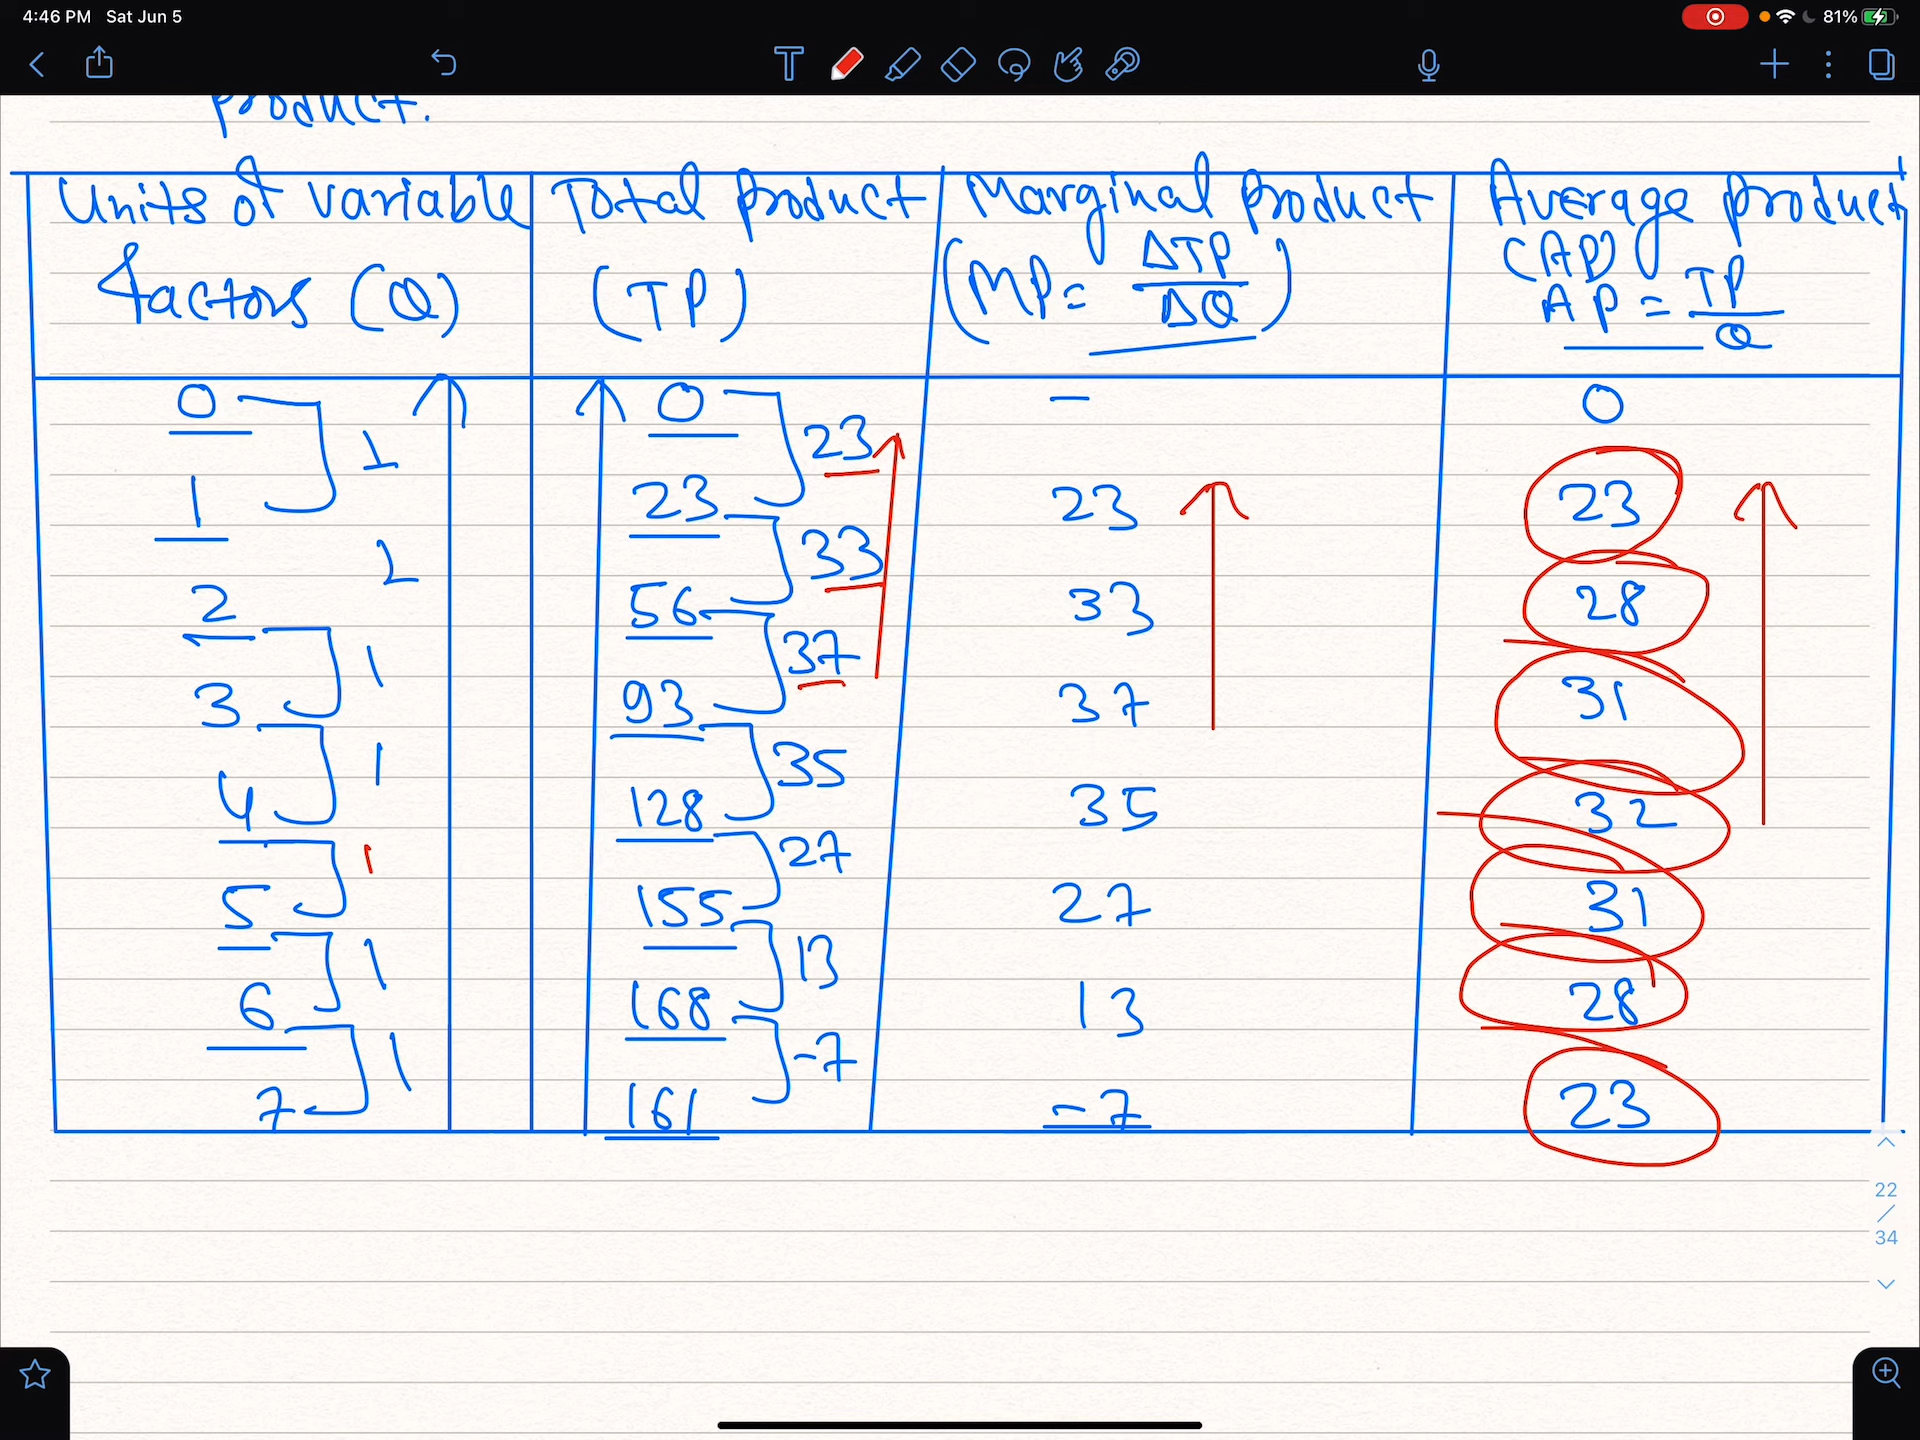 4:46 PM Sat Jun 5
81%
T
product.
Units of variable factors (Q)
Total product (TP)
Marginal product (MP = ΔTP/ΔQ)
Average product (AP) AP = TP/Q
0 0 - 0
1 23
1 23 23 23
2 33
2 56 33 28
1 37
3 93 37 31
1 35
4 128 35 32
1 27
5 155 27 31
1 13
6 168 13 28
1 -7
7 161 -7 23
22
/
34